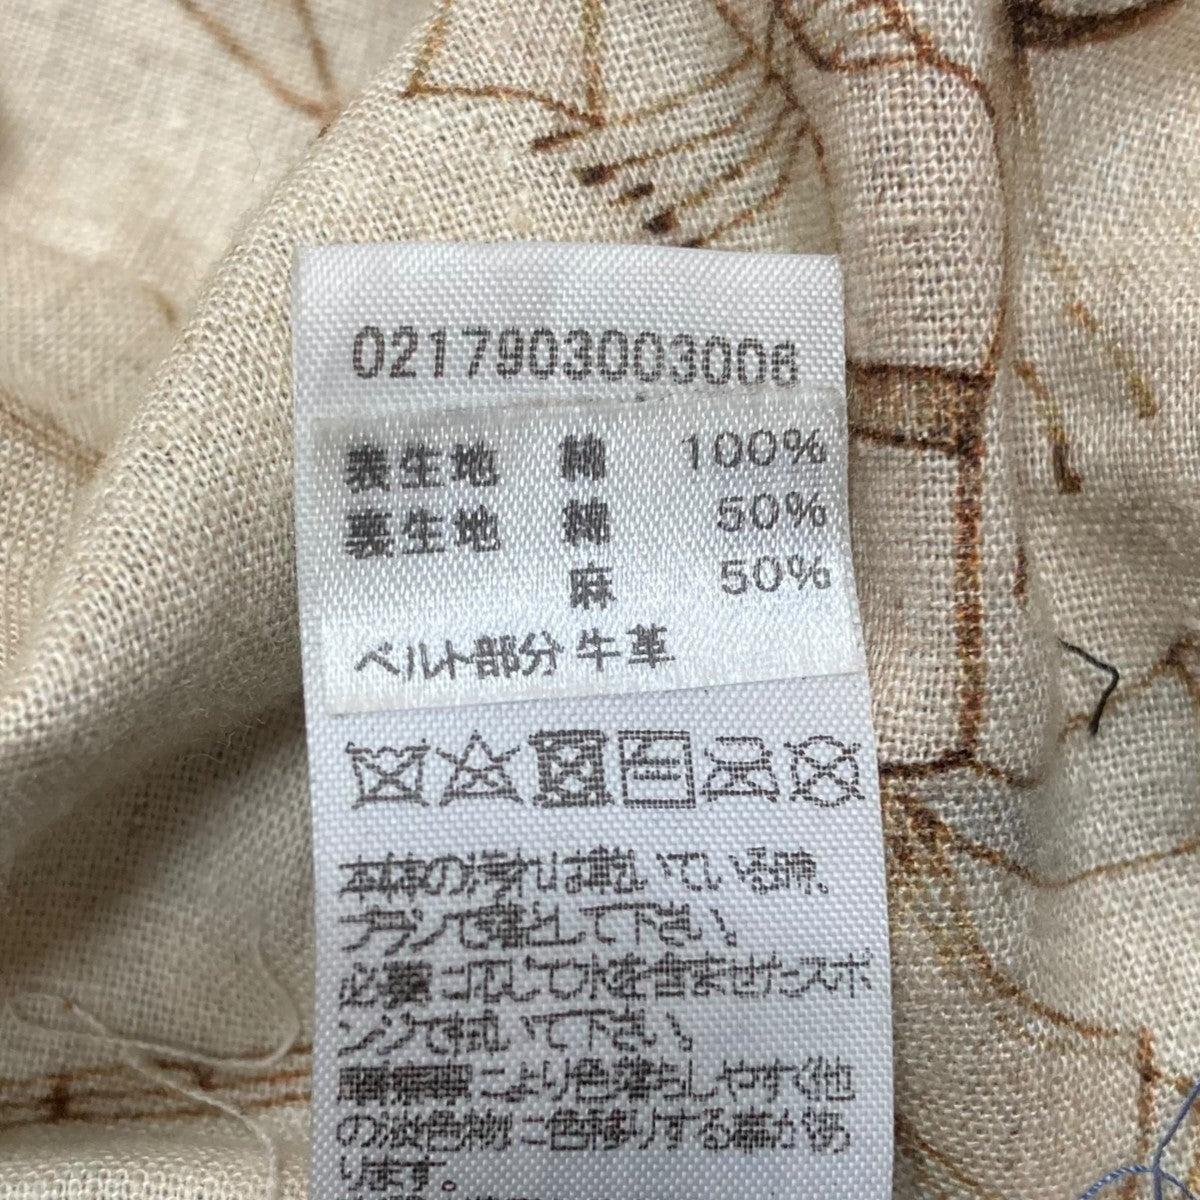 0217903003006
表生地 綿 100%
裏生地 綿 50%
麻 50%
ベルト部分 牛革
本体の汚れは乾いている時、
ブラシで落として下さい。
必要に応じて水を含ませたスポ
ンジで拭いて下さい。
摩擦等により色落ちしやすく他
の淡色物に色移りする事があ
ります。